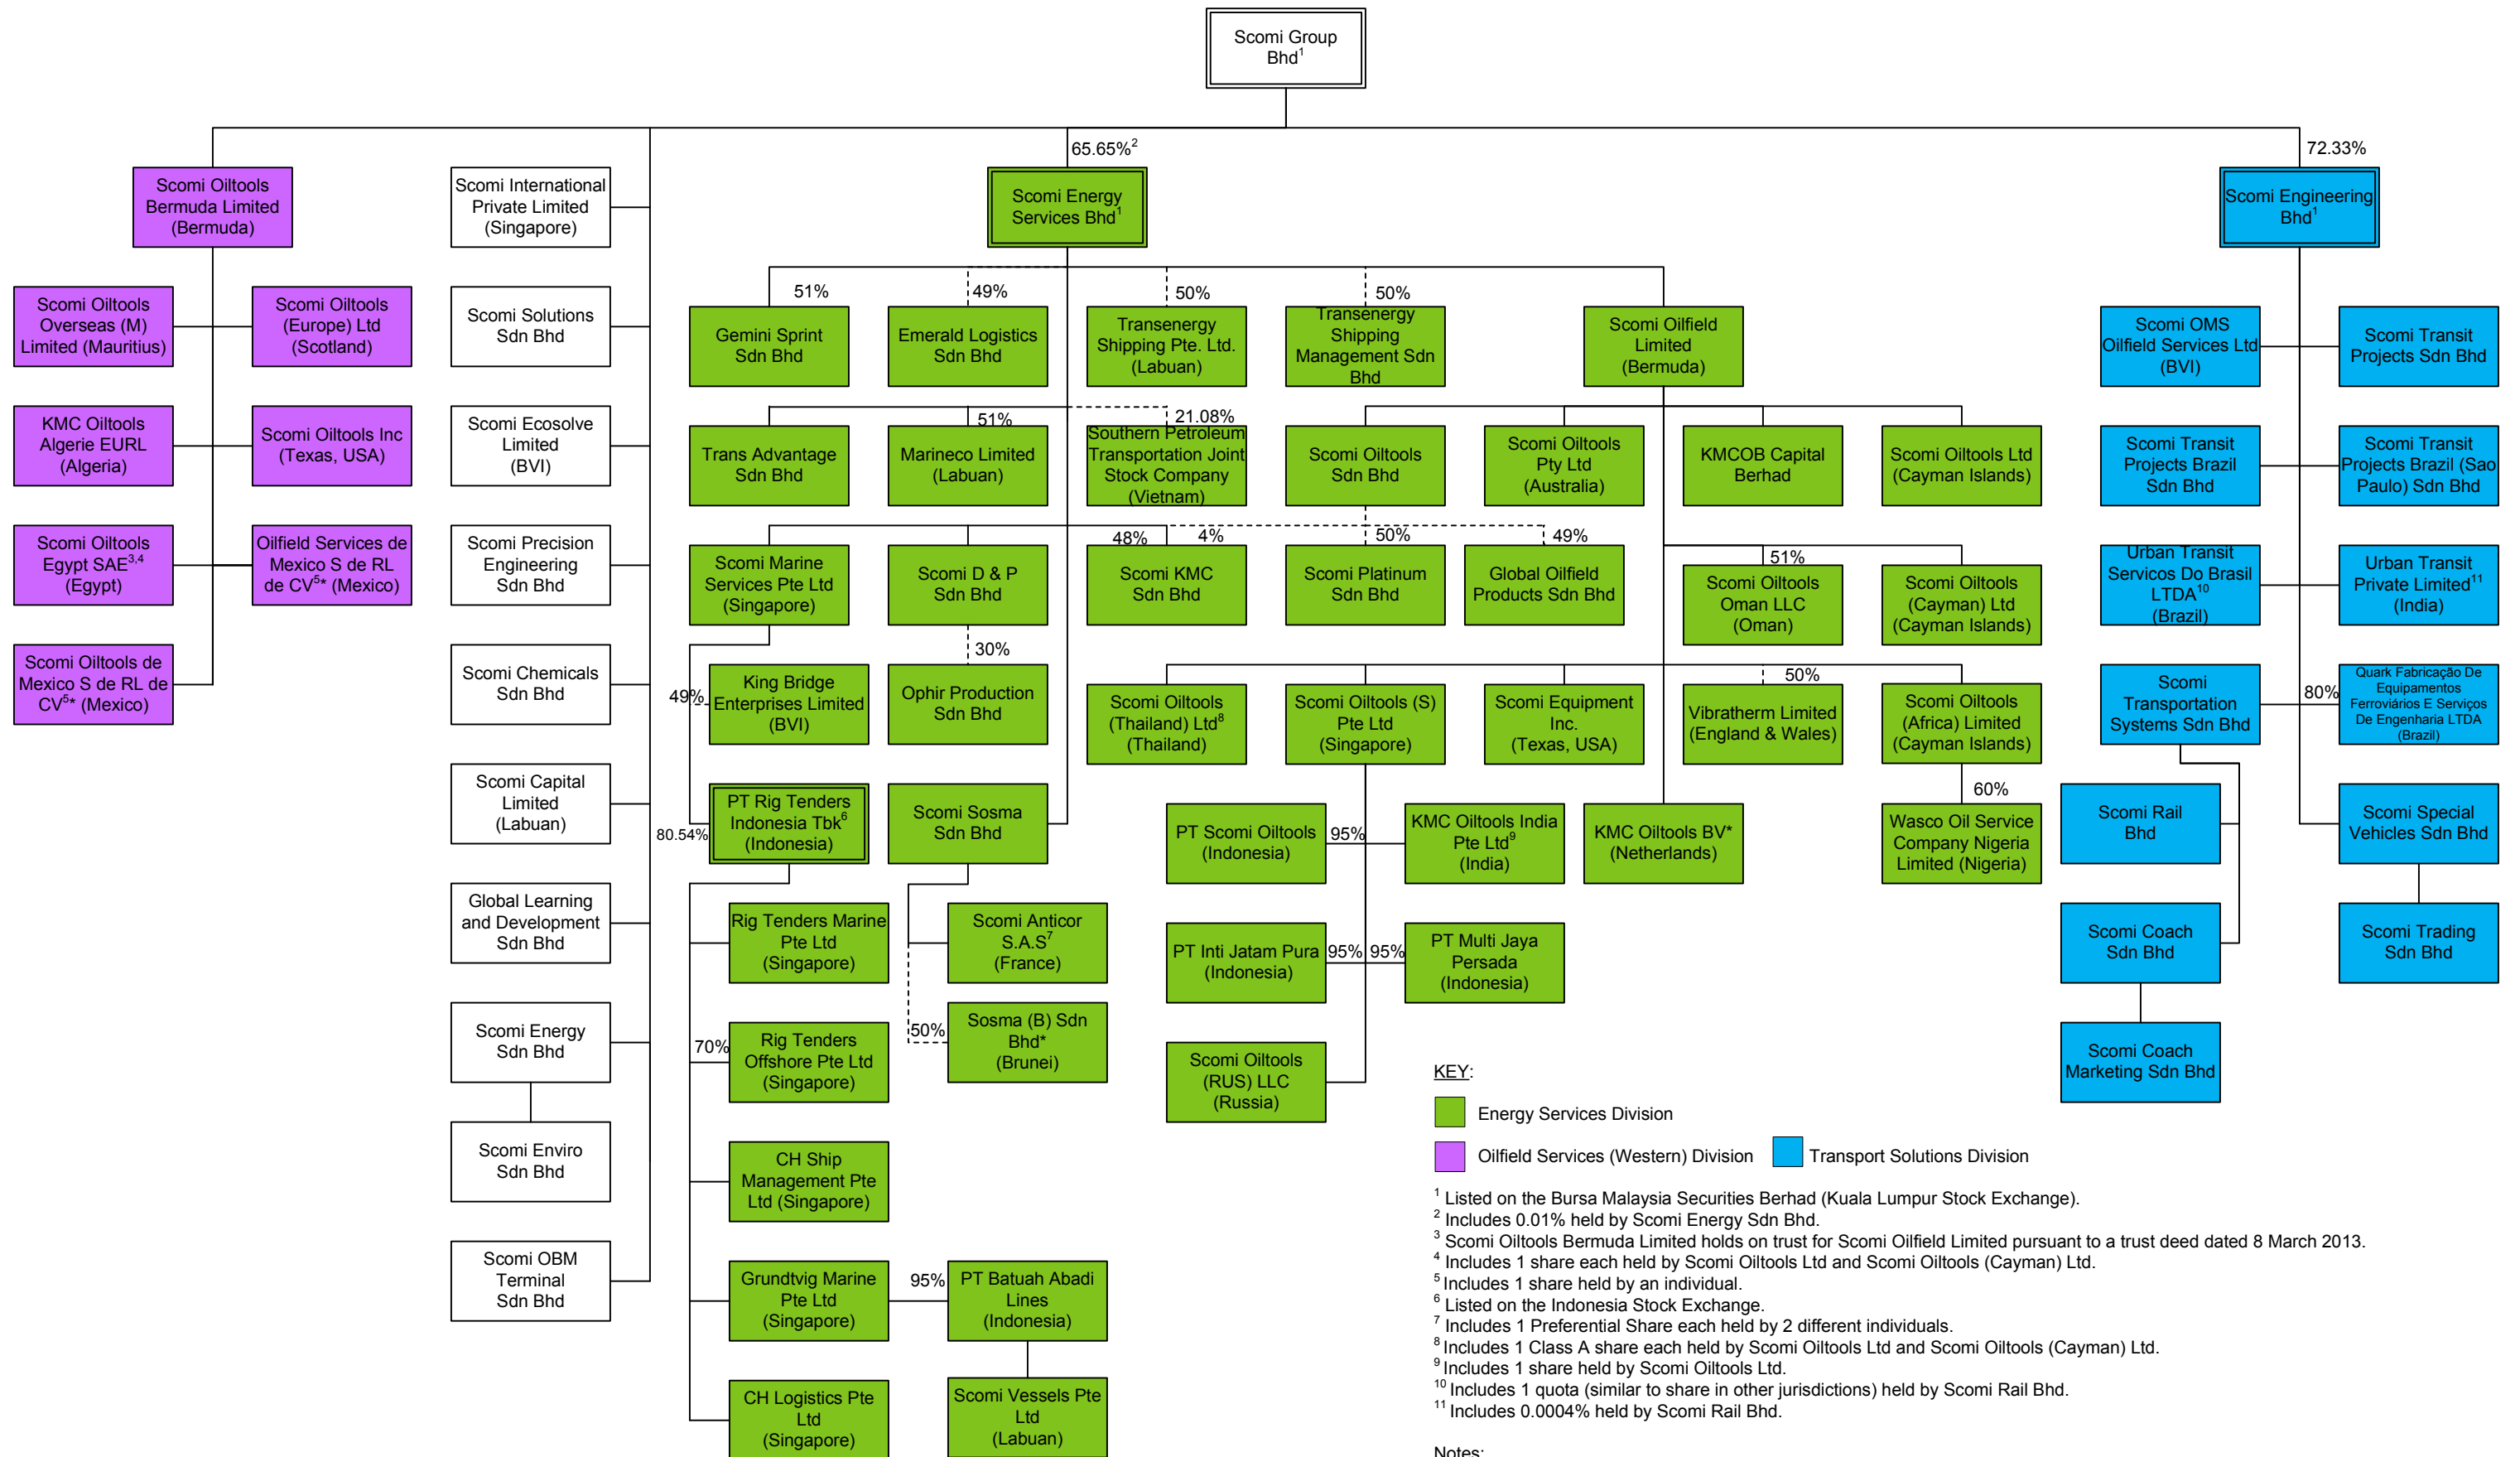 Scomi Group
Bhd1
65.65%2
72.33%
Scomi Oiltools
Bermuda Limited
(Bermuda)
Scomi International
Private Limited
(Singapore)
Scomi Energy
Services Bhd1
Scomi Engineering
Bhd1
Scomi Oiltools
Overseas (M)
Limited (Mauritius)
Scomi Oiltools
(Europe) Ltd
(Scotland)
Scomi Solutions
Sdn Bhd
51%
49%
50%
50%
Gemini Sprint
Sdn Bhd
Emerald Logistics
Sdn Bhd
Transenergy
Shipping Pte. Ltd.
(Labuan)
Transenergy
Shipping
Management Sdn
Bhd
Scomi Oilfield
Limited
(Bermuda)
Scomi OMS
Oilfield Services Ltd
(BVI)
Scomi Transit
Projects Sdn Bhd
KMC Oiltools
Algerie EURL
(Algeria)
Scomi Oiltools Inc
(Texas, USA)
Scomi Ecosolve
Limited
(BVI)
51%
21.08%
Trans Advantage
Sdn Bhd
Marineco Limited
(Labuan)
Southern Petroleum
Transportation Joint
Stock Company
(Vietnam)
Scomi Oiltools
Sdn Bhd
Scomi Oiltools
Pty Ltd
(Australia)
KMCOB Capital
Berhad
Scomi Oiltools Ltd
(Cayman Islands)
Scomi Transit
Projects Brazil
Sdn Bhd
Scomi Transit
Projects Brazil (Sao
Paulo) Sdn Bhd
Scomi Oiltools
Egypt SAE3,4
(Egypt)
Oilfield Services de
Mexico S de RL
de CV5* (Mexico)
Scomi Precision
Engineering
Sdn Bhd
48%
4%
50%
49%
51%
Scomi Marine
Services Pte Ltd
(Singapore)
Scomi D & P
Sdn Bhd
Scomi KMC
Sdn Bhd
Scomi Platinum
Sdn Bhd
Global Oilfield
Products Sdn Bhd
Scomi Oiltools
Oman LLC
(Oman)
Scomi Oiltools
(Cayman) Ltd
(Cayman Islands)
Urban Transit
Servicos Do Brasil
LTDA10
(Brazil)
Urban Transit
Private Limited11
(India)
Scomi Oiltools de
Mexico S de RL de
CV5* (Mexico)
Scomi Chemicals
Sdn Bhd
49%
30%
50%
80%
King Bridge
Enterprises Limited
(BVI)
Ophir Production
Sdn Bhd
Scomi Oiltools
(Thailand) Ltd8
(Thailand)
Scomi Oiltools (S)
Pte Ltd
(Singapore)
Scomi Equipment
Inc.
(Texas, USA)
Vibratherm Limited
(England & Wales)
Scomi Oiltools
(Africa) Limited
(Cayman Islands)
Scomi
Transportation
Systems Sdn Bhd
Quark Fabricação De
Equipamentos
Ferroviários E Serviços
De Engenharia LTDA
(Brazil)
Scomi Capital
Limited
(Labuan)
80.54%
PT Rig Tenders
Indonesia Tbk6
(Indonesia)
Scomi Sosma
Sdn Bhd
PT Scomi Oiltools
(Indonesia)
95%
KMC Oiltools India
Pte Ltd9
(India)
KMC Oiltools BV*
(Netherlands)
60%
Wasco Oil Service
Company Nigeria
Limited (Nigeria)
Scomi Rail
Bhd
Scomi Special
Vehicles Sdn Bhd
Global Learning
and Development
Sdn Bhd
Rig Tenders Marine
Pte Ltd
(Singapore)
Scomi Anticor
S.A.S7
(France)
PT Inti Jatam Pura
(Indonesia)
95%
95%
PT Multi Jaya
Persada
(Indonesia)
Scomi Coach
Sdn Bhd
Scomi Trading
Sdn Bhd
Scomi Energy
Sdn Bhd
70%
Rig Tenders
Offshore Pte Ltd
(Singapore)
50%
Sosma (B) Sdn
Bhd*
(Brunei)
Scomi Oiltools
(RUS) LLC
(Russia)
Scomi Coach
Marketing Sdn Bhd
Scomi Enviro
Sdn Bhd
CH Ship
Management Pte
Ltd (Singapore)
Scomi OBM
Terminal
Sdn Bhd
Grundtvig Marine
Pte Ltd
(Singapore)
95%
PT Batuah Abadi
Lines
(Indonesia)
CH Logistics Pte
Ltd
(Singapore)
Scomi Vessels Pte
Ltd
(Labuan)
KEY:
Energy Services Division
Oilfield Services (Western) Division
Transport Solutions Division
1 Listed on the Bursa Malaysia Securities Berhad (Kuala Lumpur Stock Exchange).
2 Includes 0.01% held by Scomi Energy Sdn Bhd.
3 Scomi Oiltools Bermuda Limited holds on trust for Scomi Oilfield Limited pursuant to a trust deed dated 8 March 2013.
4 Includes 1 share each held by Scomi Oiltools Ltd and Scomi Oiltools (Cayman) Ltd.
5 Includes 1 share held by an individual.
6 Listed on the Indonesia Stock Exchange.
7 Includes 1 Preferential Share each held by 2 different individuals.
8 Includes 1 Class A share each held by Scomi Oiltools Ltd and Scomi Oiltools (Cayman) Ltd.
9 Includes 1 share held by Scomi Oiltools Ltd.
10 Includes 1 quota (similar to share in other jurisdictions) held by Scomi Rail Bhd.
11 Includes 0.0004% held by Scomi Rail Bhd.
Notes: